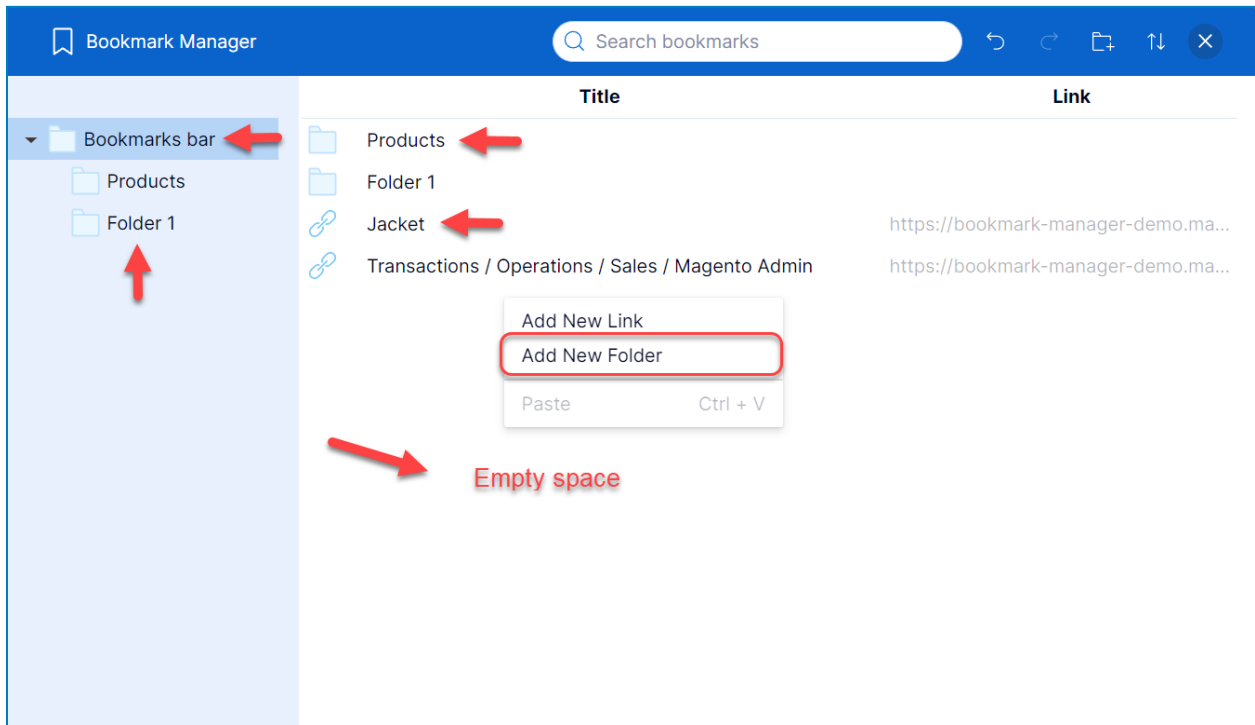 Bookmark Manager
Search bookmarks
Title Link
Bookmarks bar
Products
Folder 1
Products
Folder 1
Jacket https://bookmark-manager-demo.ma...
Transactions / Operations / Sales / Magento Admin https://bookmark-manager-demo.ma...
Add New Link
Add New Folder
Paste Ctrl + V
Empty space